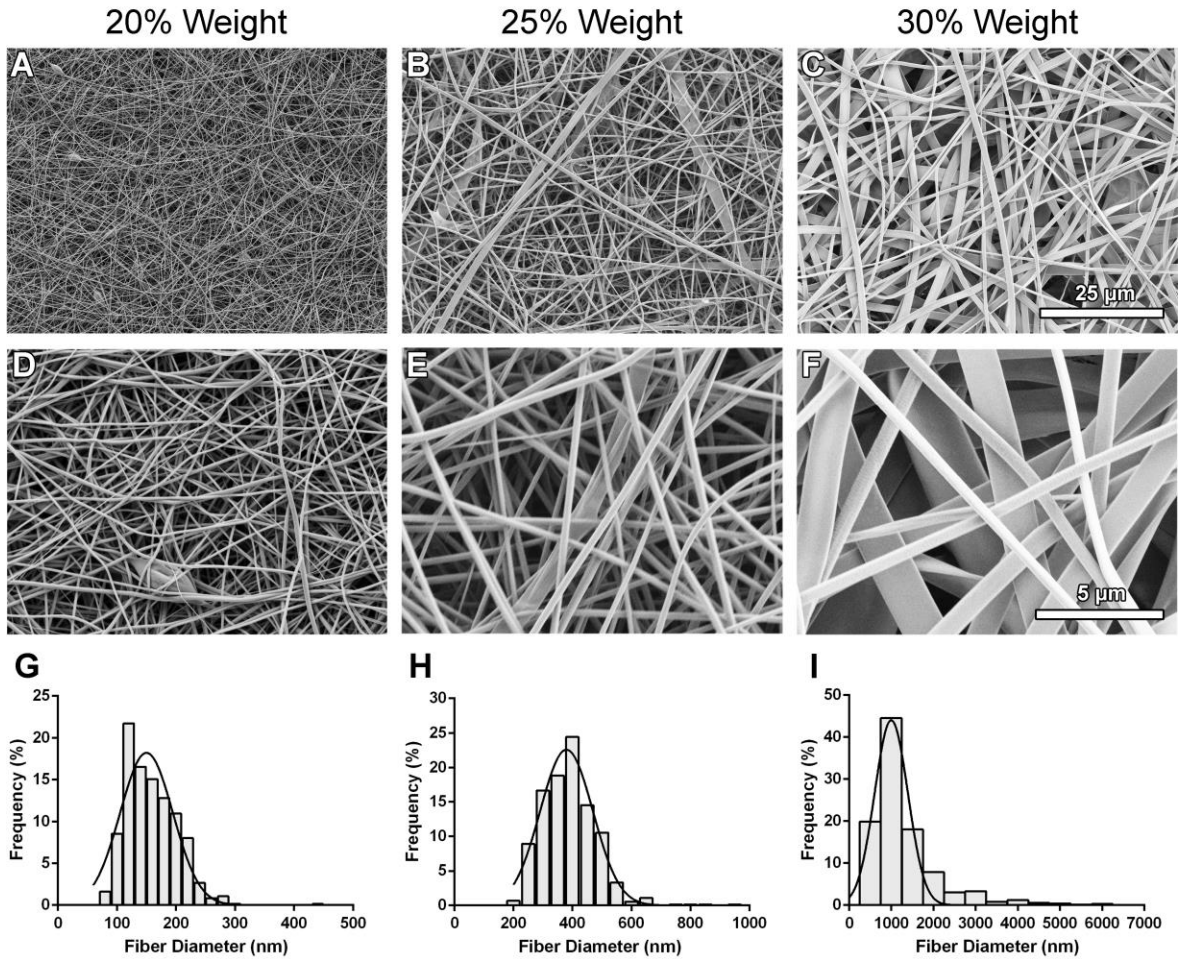 20% Weight 25% Weight 30% Weight
A B C
25 µm
D E F
5 µm
G H I
Frequency (%) Frequency (%) Frequency (%)
25 30 50
20 25 40
15 20 30
10 15 20
5 10 10
0 5 0
0
0 100 200 300 400 500 0 200 400 600 800 1000 0 1000 2000 3000 4000 5000 6000 7000
Fiber Diameter (nm) Fiber Diameter (nm) Fiber Diameter (nm)